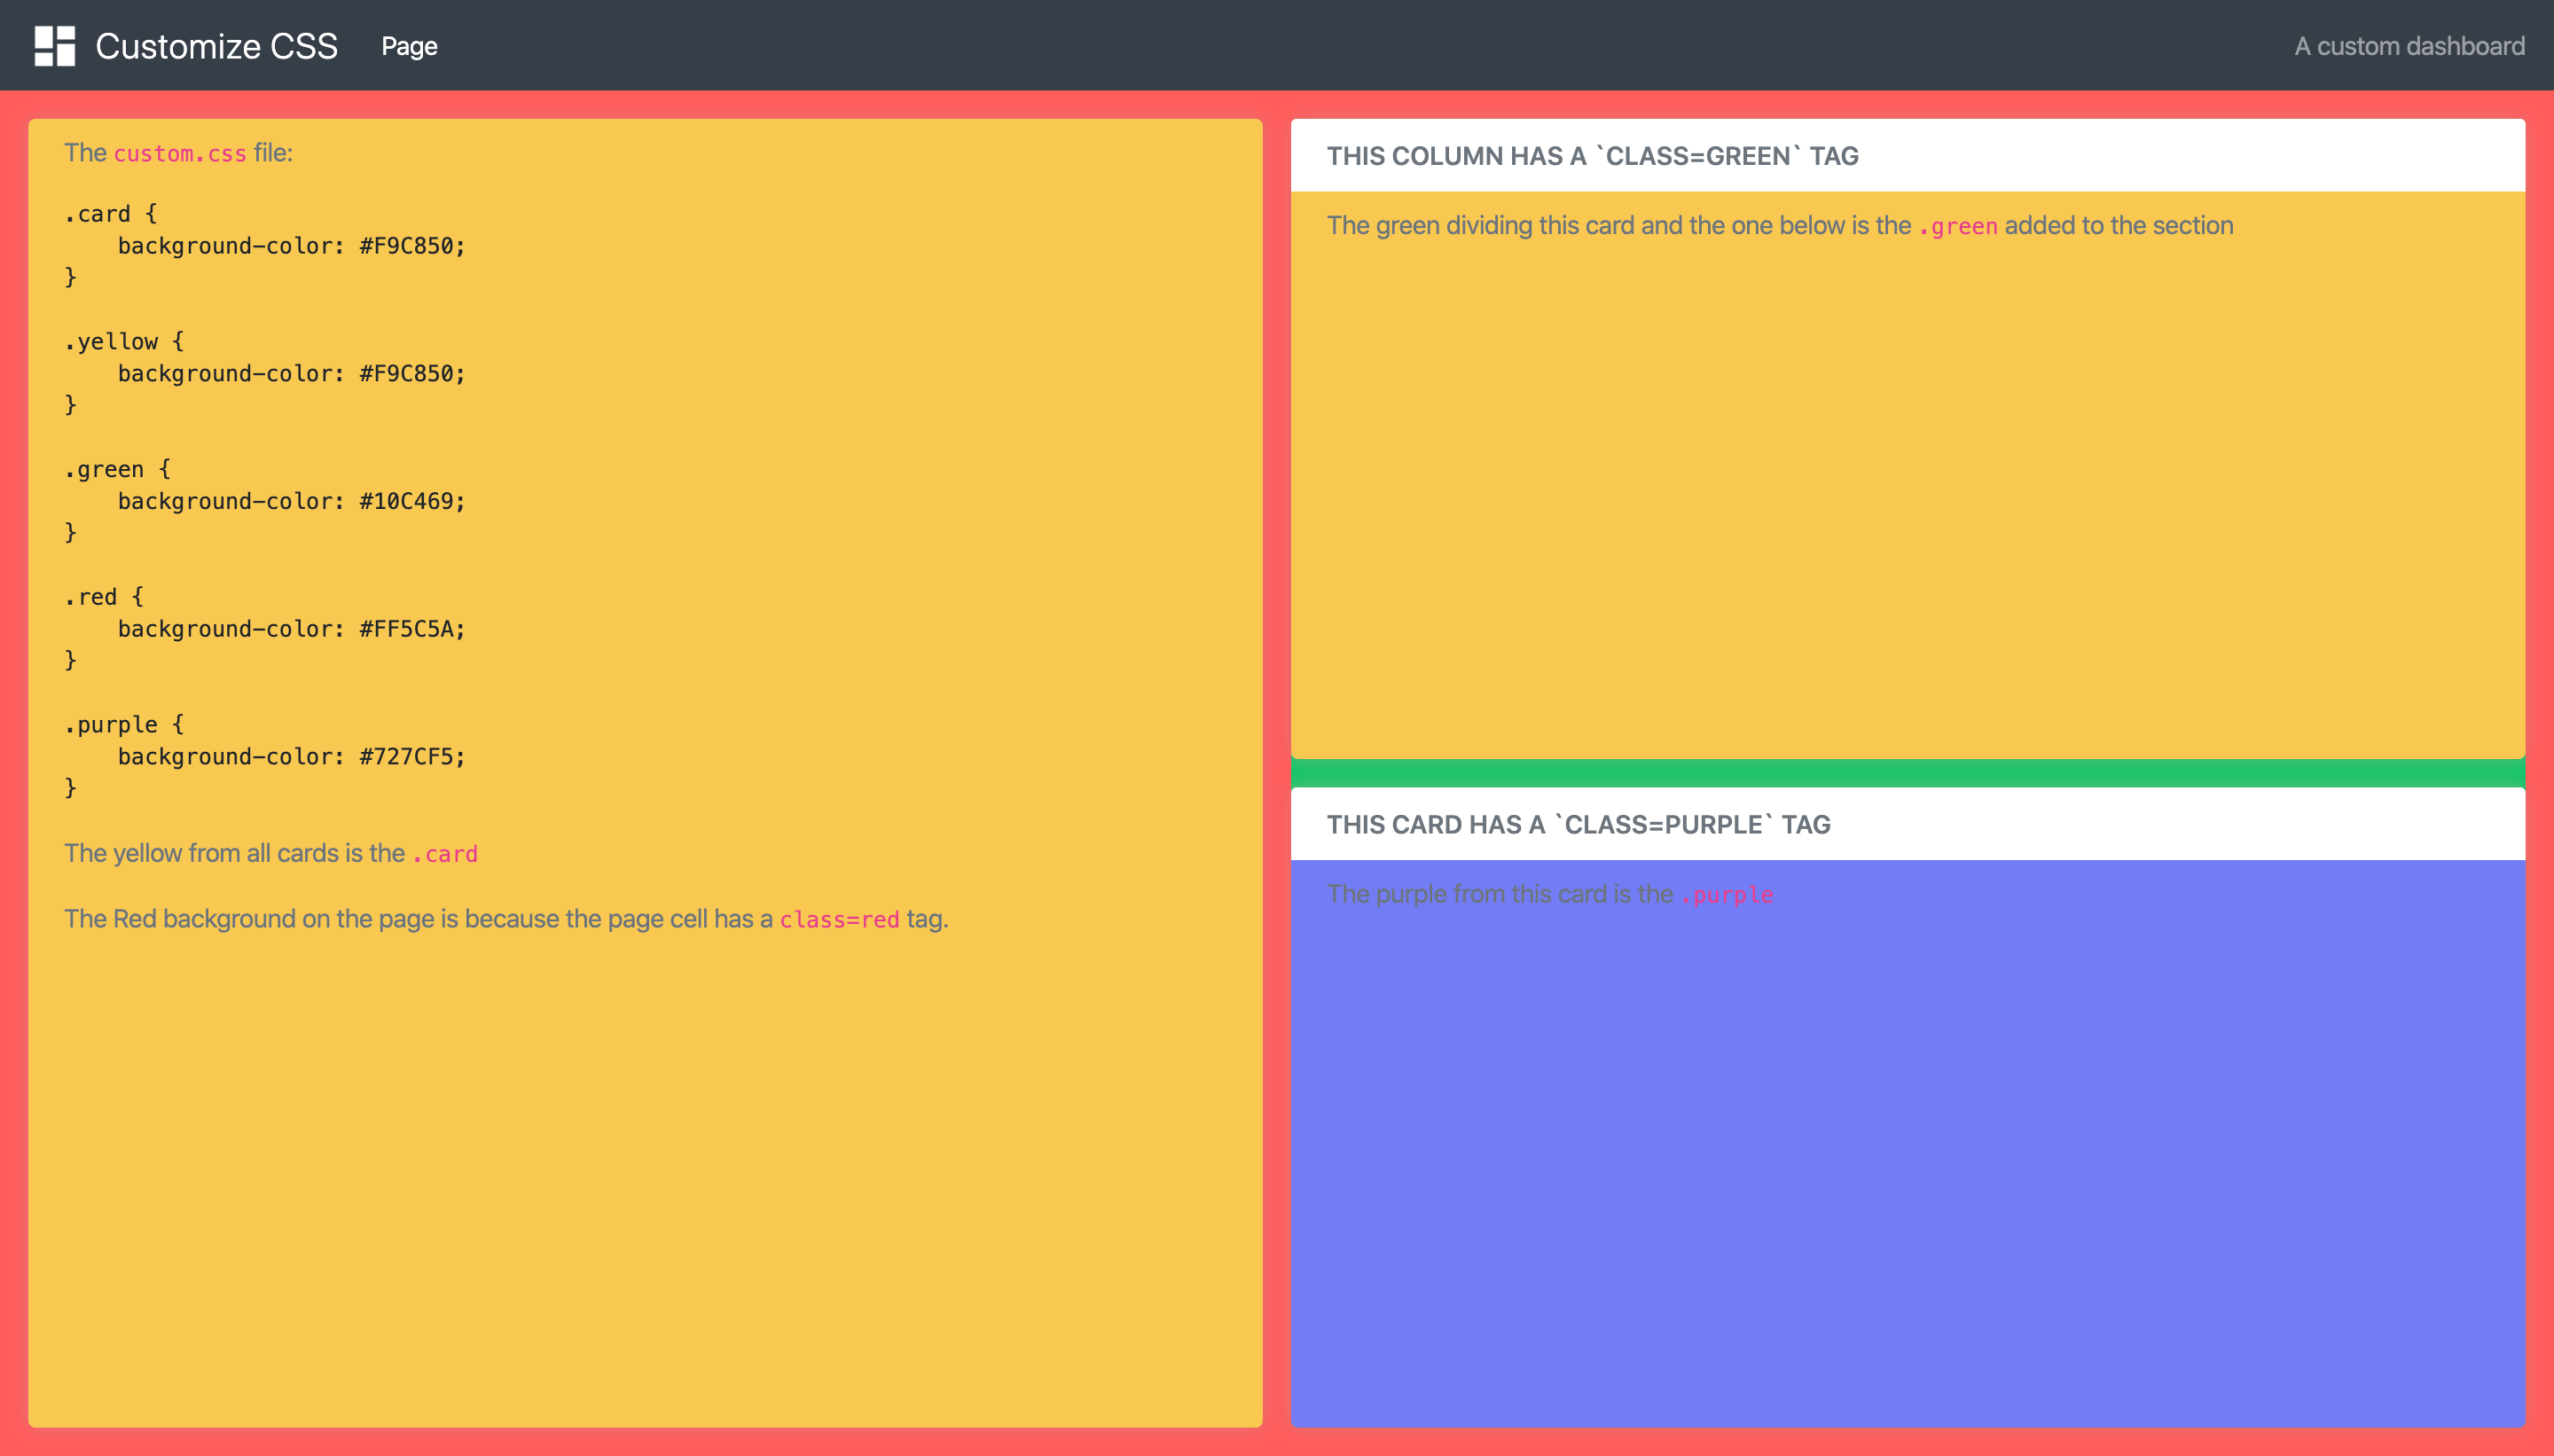 Customize CSS Page A custom dashboard
The custom.css file:
.card {
    background-color: #F9C850;
}
.yellow {
    background-color: #F9C850;
}
.green {
    background-color: #10C469;
}
.red {
    background-color: #FF5C5A;
}
.purple {
    background-color: #727CF5;
}
The yellow from all cards is the .card
The Red background on the page is because the page cell has a class=red tag.
THIS COLUMN HAS A `CLASS=GREEN` TAG
The green dividing this card and the one below is the .green added to the section
THIS CARD HAS A `CLASS=PURPLE` TAG
The purple from this card is the .purple